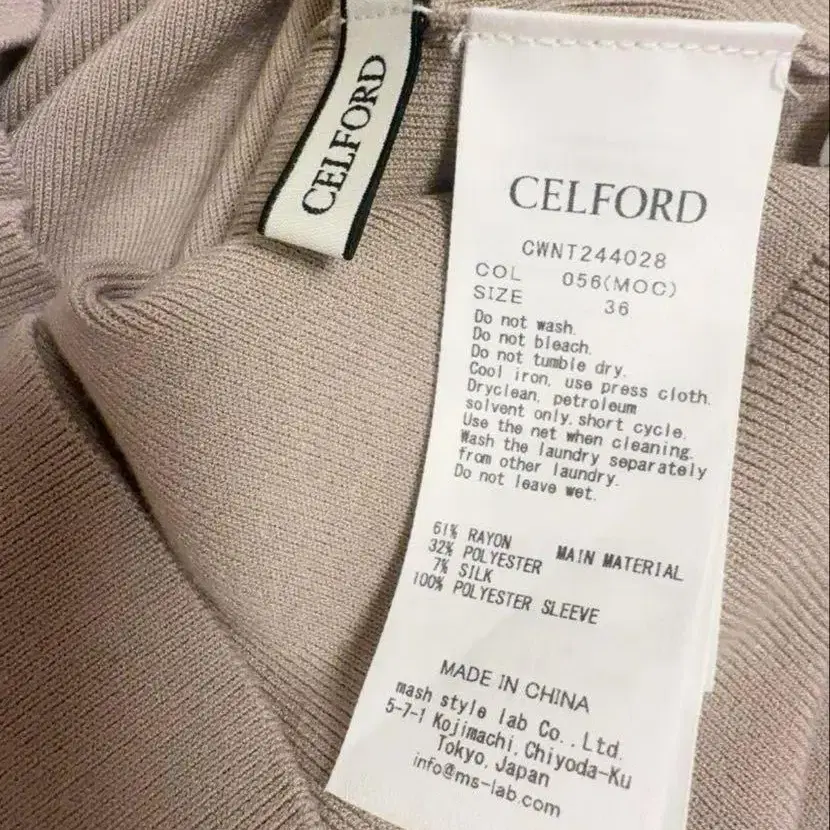 CELFORD
CELFORD
CWNT244028
COL 056(MOC)
SIZE 36
Do not wash.
Do not bleach.
Do not tumble dry.
Cool iron, use press cloth.
Dryclean, petroleum
solvent only, short cycle.
Use the net when cleaning.
Wash the laundry separately
from other laundry.
Do not leave wet.
61% RAYON
32% POLYESTER MAIN MATERIAL
7% SILK
100% POLYESTER SLEEVE
MADE IN CHINA
mash style lab Co., Ltd.
5-7-1 Kojimachi, Chiyoda-Ku
Tokyo, Japan
info@ms-lab.com